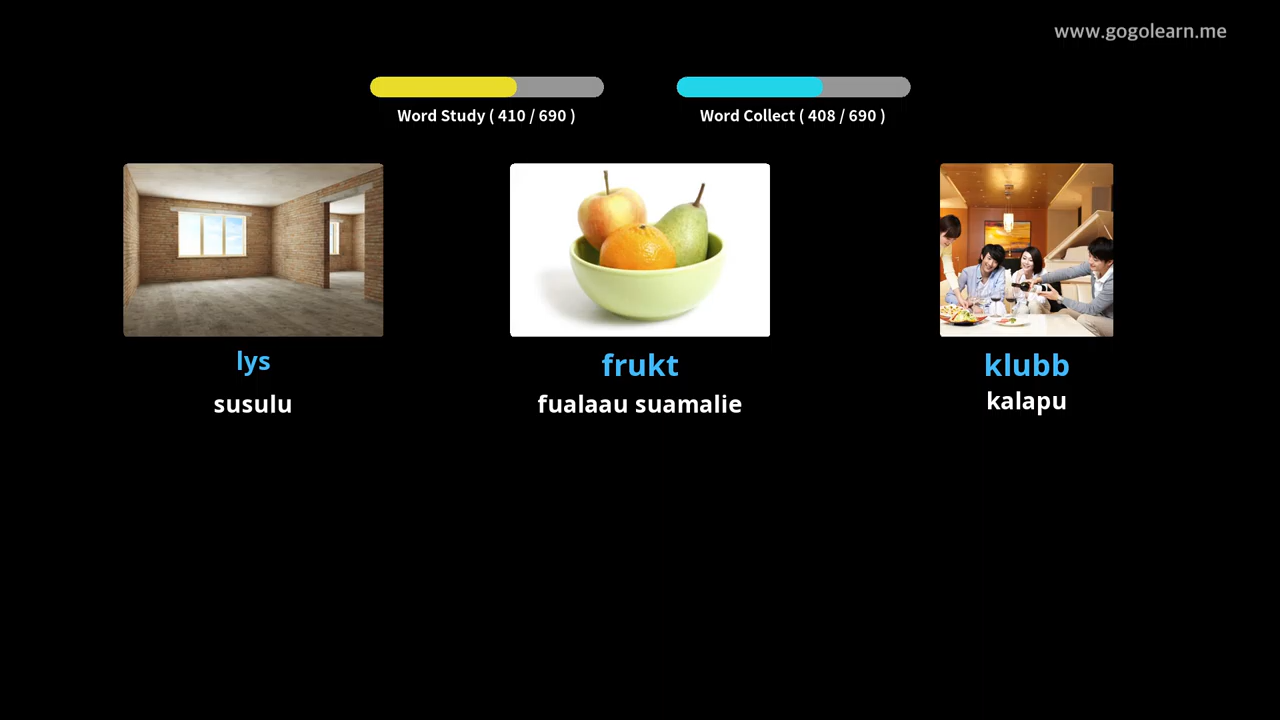 www.gogolearn.me
Word Study ( 410 / 690 )
Word Collect ( 408 / 690 )
lys
frukt
klubb
susulu
fualaau suamalie
kalapu